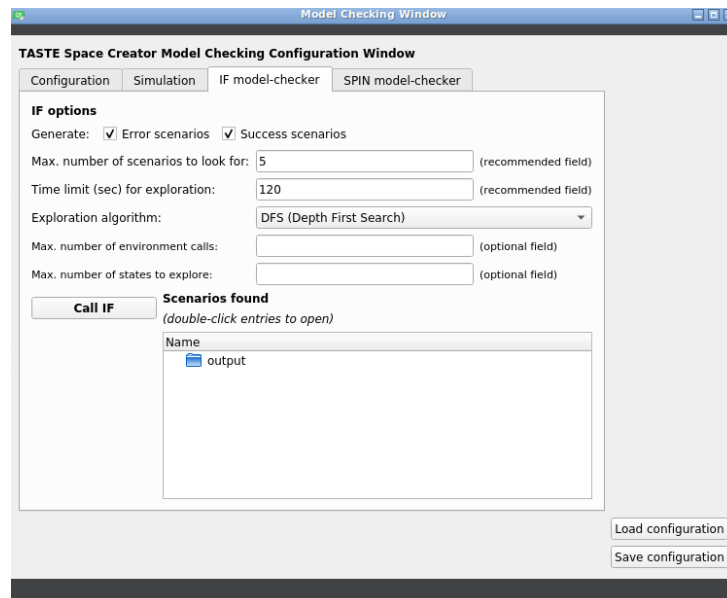 Model Checking Window
TASTE Space Creator Model Checking Configuration Window
Configuration Simulation IF model-checker SPIN model-checker
IF options
Generate: Error scenarios Success scenarios
Max. number of scenarios to look for: 5 (recommended field)
Time limit (sec) for exploration: 120 (recommended field)
Exploration algorithm: DFS (Depth First Search)
Max. number of environment calls: (optional field)
Max. number of states to explore: (optional field)
Call IF
Scenarios found
(double-click entries to open)
Name
output
Load configuration
Save configuration